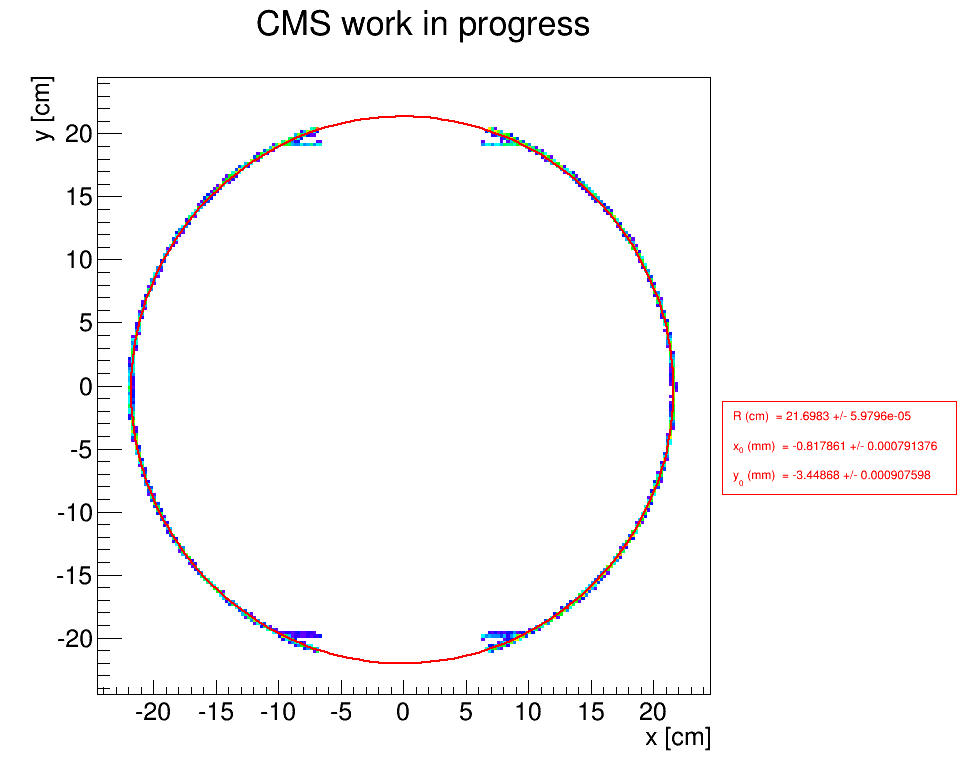 CMS work in progress
y [cm]
20
15
10
5
0
-5
-10
-15
-20
-20 -15 -10 -5 0 5 10 15 20
x [cm]
R (cm) = 21.6983 +/- 5.9796e-05
x0 (mm) = -0.817861 +/- 0.000791376
y0 (mm) = -3.44868 +/- 0.000907598